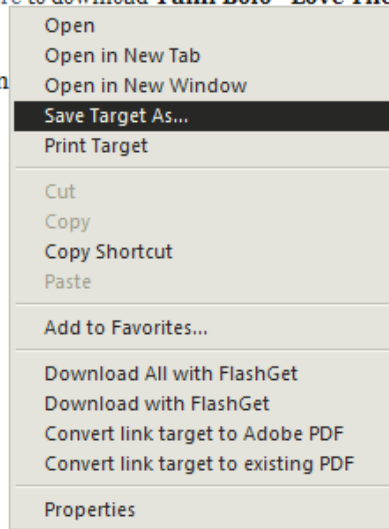 to download
Open
Open in New Tab
Open in New Window
Save Target As...
Print Target
Cut
Copy
Copy Shortcut
Paste
Add to Favorites...
Download All with FlashGet
Download with FlashGet
Convert link target to Adobe PDF
Convert link target to existing PDF
Properties